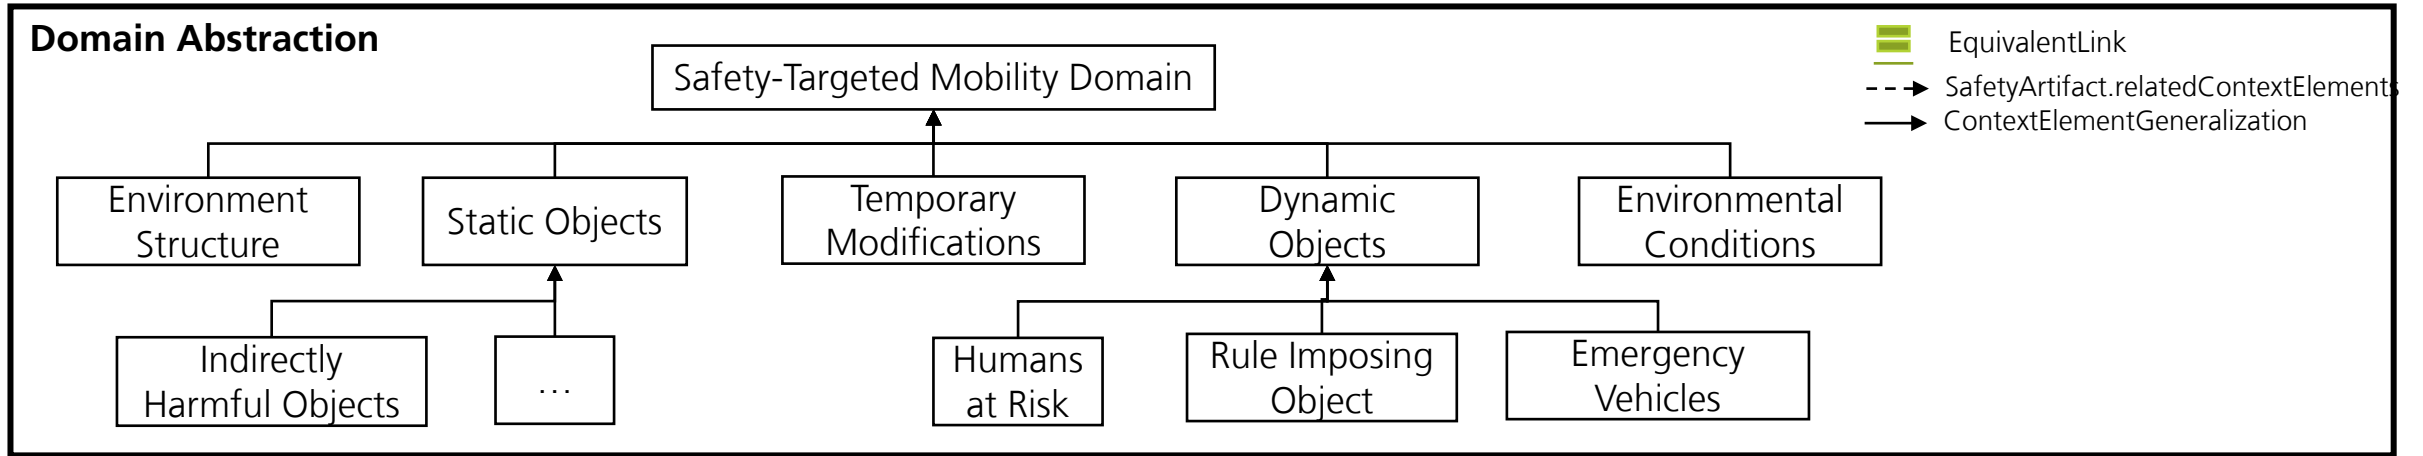 Domain Abstraction
EquivalentLink
SafetyArtifact.relatedContextElements
ContextElementGeneralization
Safety-Targeted Mobility Domain
Environment
Structure
Static Objects
Temporary
Modifications
Dynamic
Objects
Environmental
Conditions
Indirectly
Harmful Objects
...
Humans
at Risk
Rule Imposing
Object
Emergency
Vehicles